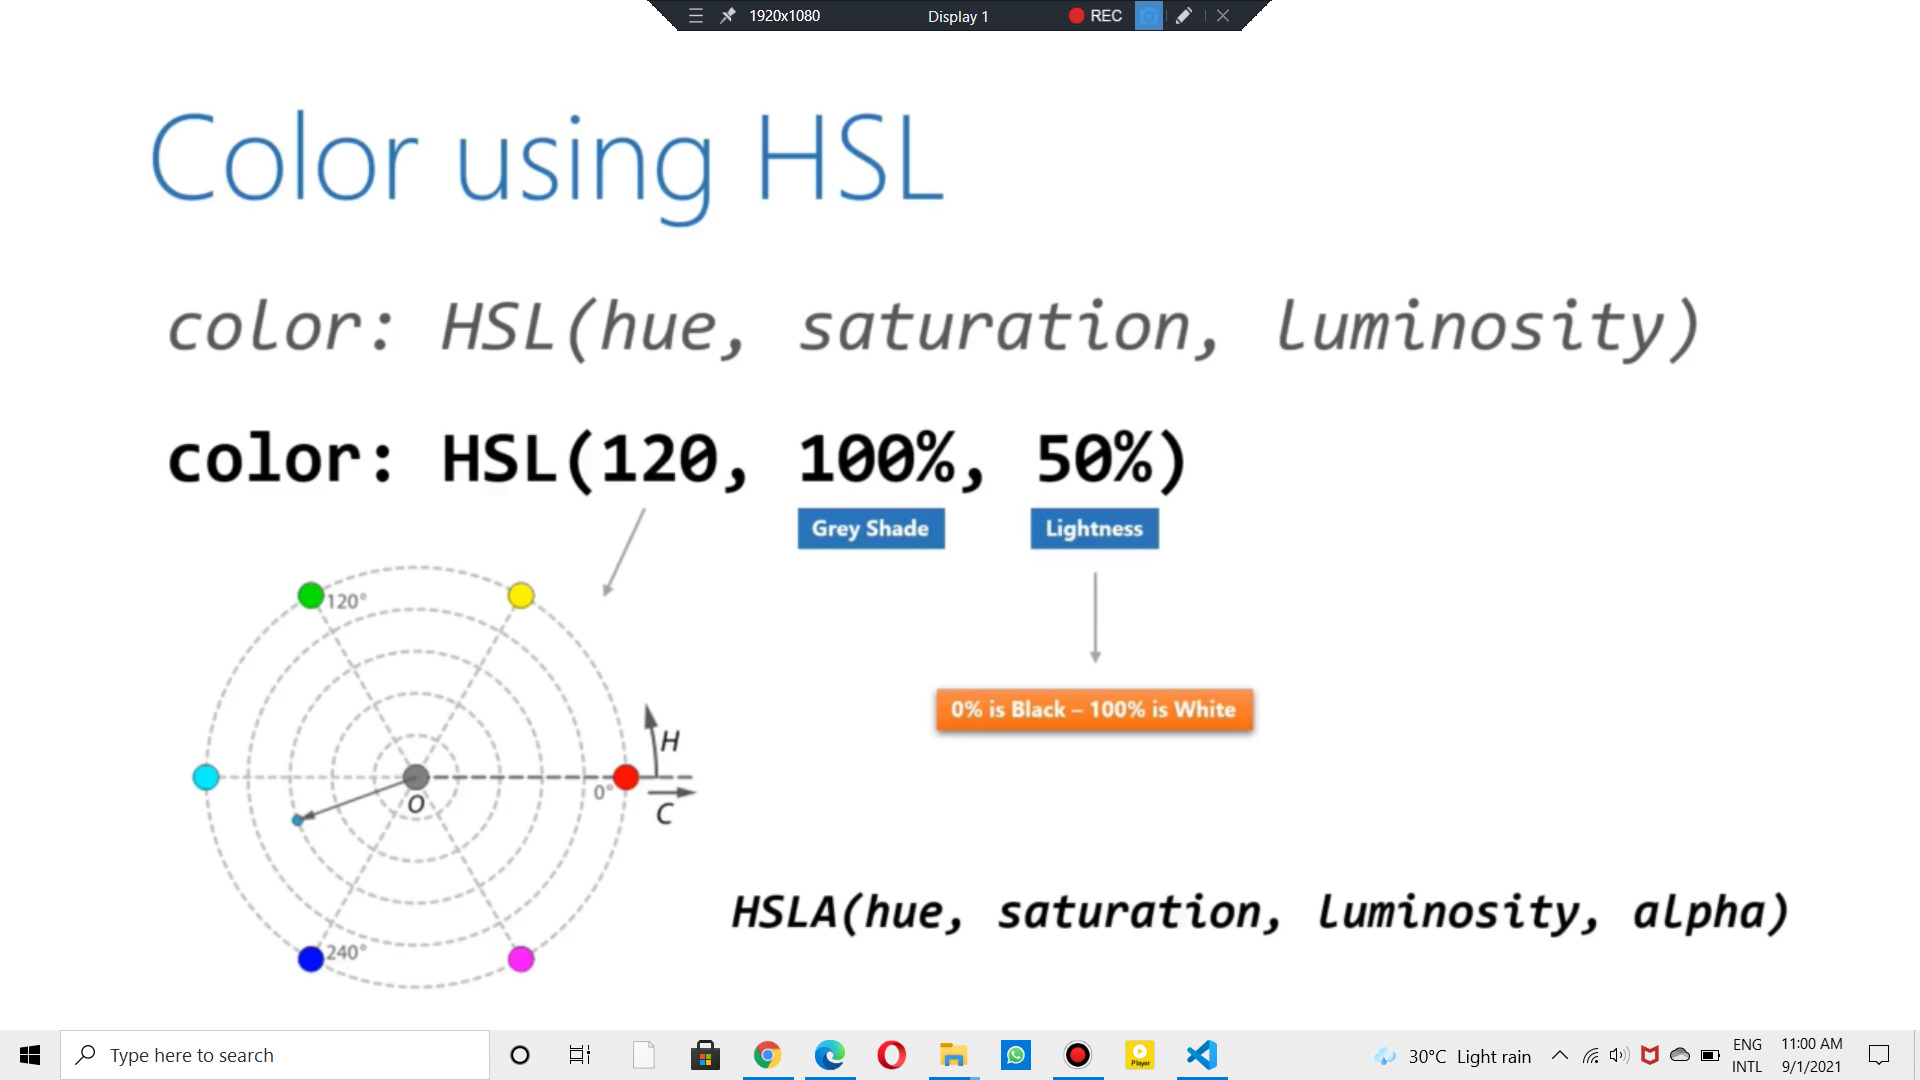 1920x1080 Display 1 REC
Color using HSL
color: HSL(hue, saturation, luminosity)
color: HSL(120, 100%, 50%)
Grey Shade Lightness
120°
H
0% is Black – 100% is White
0°
O
C
HSLA(hue, saturation, luminosity, alpha)
240°
Type here to search
Player
30°C Light rain
ENG
INTL
11:00 AM
9/1/2021